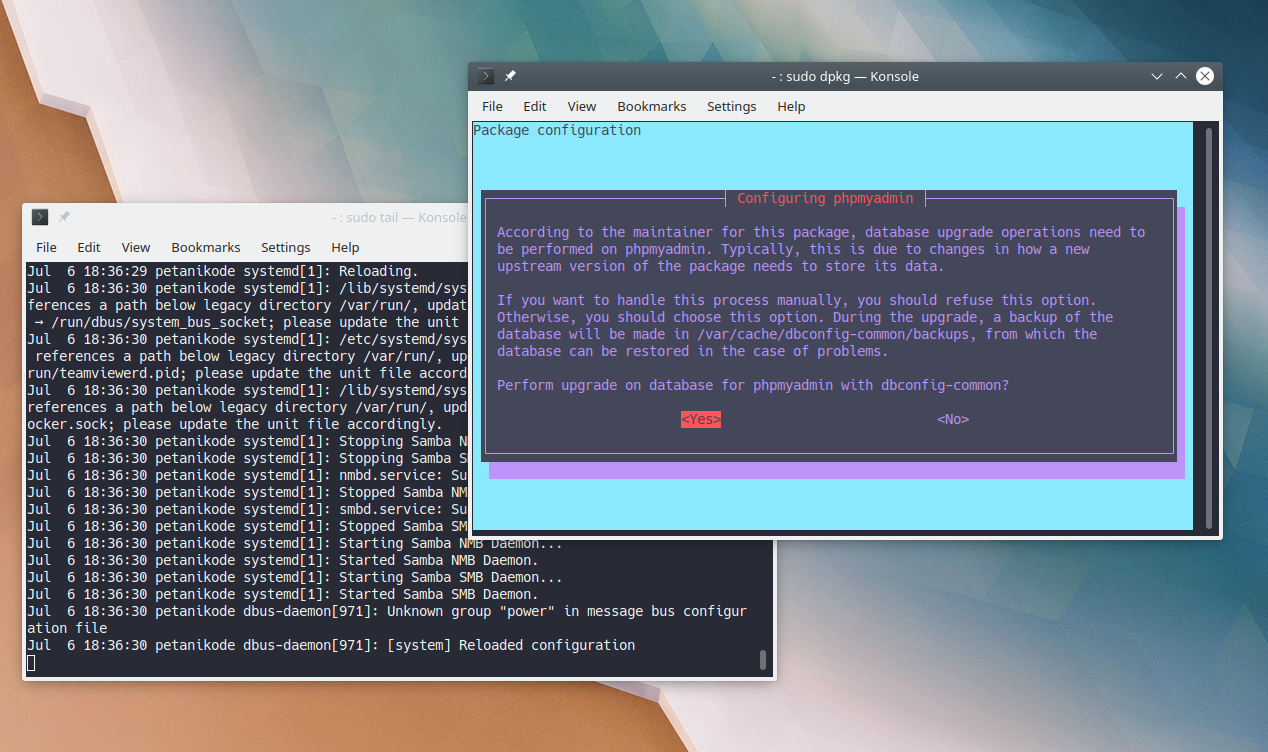 - : sudo dpkg — Konsole
File Edit View Bookmarks Settings Help
Package configuration
Configuring phpmyadmin
According to the maintainer for this package, database upgrade operations need to
be performed on phpmyadmin. Typically, this is due to changes in how a new
upstream version of the package needs to store its data.
If you want to handle this process manually, you should refuse this option.
Otherwise, you should choose this option. During the upgrade, a backup of the
database will be made in /var/cache/dbconfig-common/backups, from which the
database can be restored in the case of problems.
Perform upgrade on database for phpmyadmin with dbconfig-common?
<Yes> <No>
- : sudo tail — Konsole
File Edit View Bookmarks Settings Help
Jul  6 18:36:29 petanikode systemd[1]: Reloading.
Jul  6 18:36:30 petanikode systemd[1]: /lib/systemd/sys
ferences a path below legacy directory /var/run/, updat
→ /run/dbus/system_bus_socket; please update the unit
Jul  6 18:36:30 petanikode systemd[1]: /etc/systemd/sys
references a path below legacy directory /var/run/, up
run/teamviewerd.pid; please update the unit file accord
Jul  6 18:36:30 petanikode systemd[1]: /lib/systemd/sys
references a path below legacy directory /var/run/, upd
ocker.sock; please update the unit file accordingly.
Jul  6 18:36:30 petanikode systemd[1]: Stopping Samba N
Jul  6 18:36:30 petanikode systemd[1]: Stopping Samba S
Jul  6 18:36:30 petanikode systemd[1]: nmbd.service: Su
Jul  6 18:36:30 petanikode systemd[1]: Stopped Samba NM
Jul  6 18:36:30 petanikode systemd[1]: smbd.service: Su
Jul  6 18:36:30 petanikode systemd[1]: Stopped Samba SM
Jul  6 18:36:30 petanikode systemd[1]: Starting Samba NMB Daemon...
Jul  6 18:36:30 petanikode systemd[1]: Started Samba NMB Daemon.
Jul  6 18:36:30 petanikode systemd[1]: Starting Samba SMB Daemon...
Jul  6 18:36:30 petanikode systemd[1]: Started Samba SMB Daemon.
Jul  6 18:36:30 petanikode dbus-daemon[971]: Unknown group "power" in message bus configur
ation file
Jul  6 18:36:30 petanikode dbus-daemon[971]: [system] Reloaded configuration